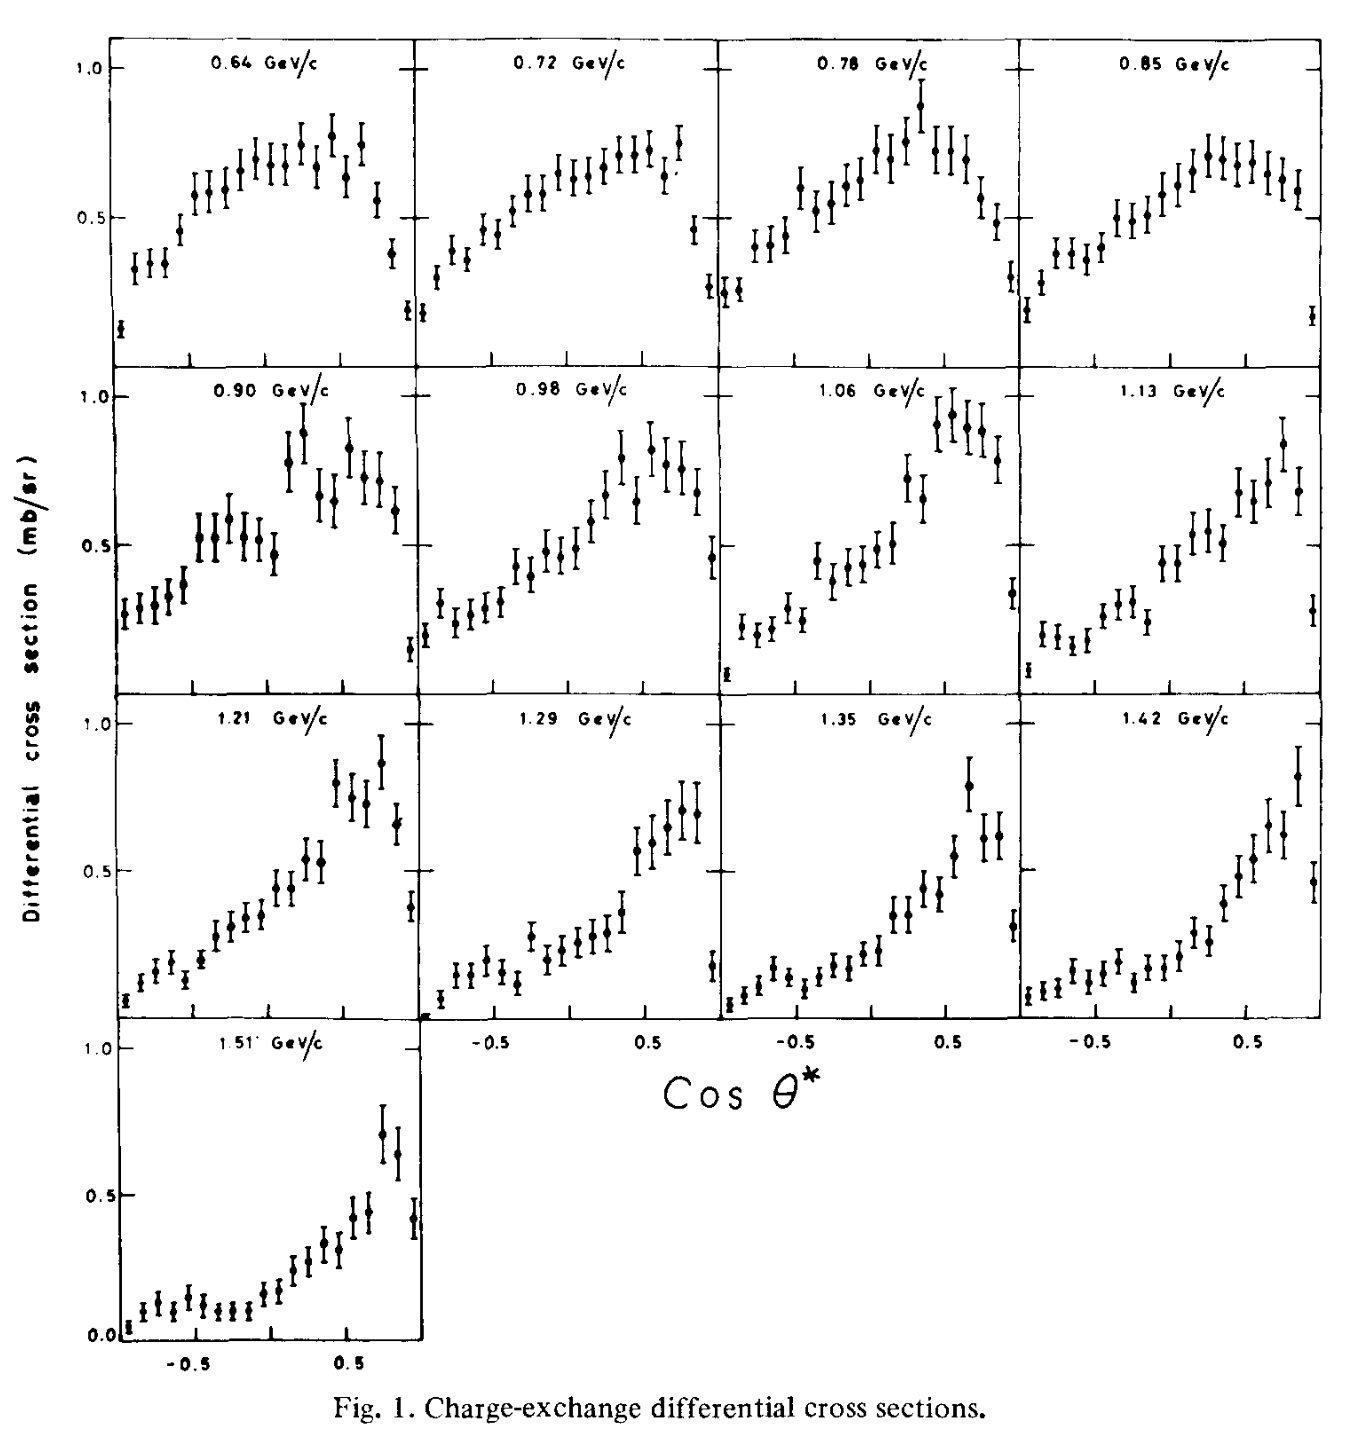 0.64 GeV/c 0.72 GeV/c 0.78 GeV/c 0.85 GeV/c
1.0
0.5
0.90 GeV/c 0.98 GeV/c 1.06 GeV/c 1.13 GeV/c
1.0
0.5
Differential cross section (mb/sr)
1.21 GeV/c 1.29 GeV/c 1.35 GeV/c 1.42 GeV/c
1.0
0.5
1.51 GeV/c
1.0
-0.5 0.5 -0.5 0.5 -0.5 0.5
Cos θ*
0.5
0.0
-0.5 0.5
Fig. 1. Charge-exchange differential cross sections.